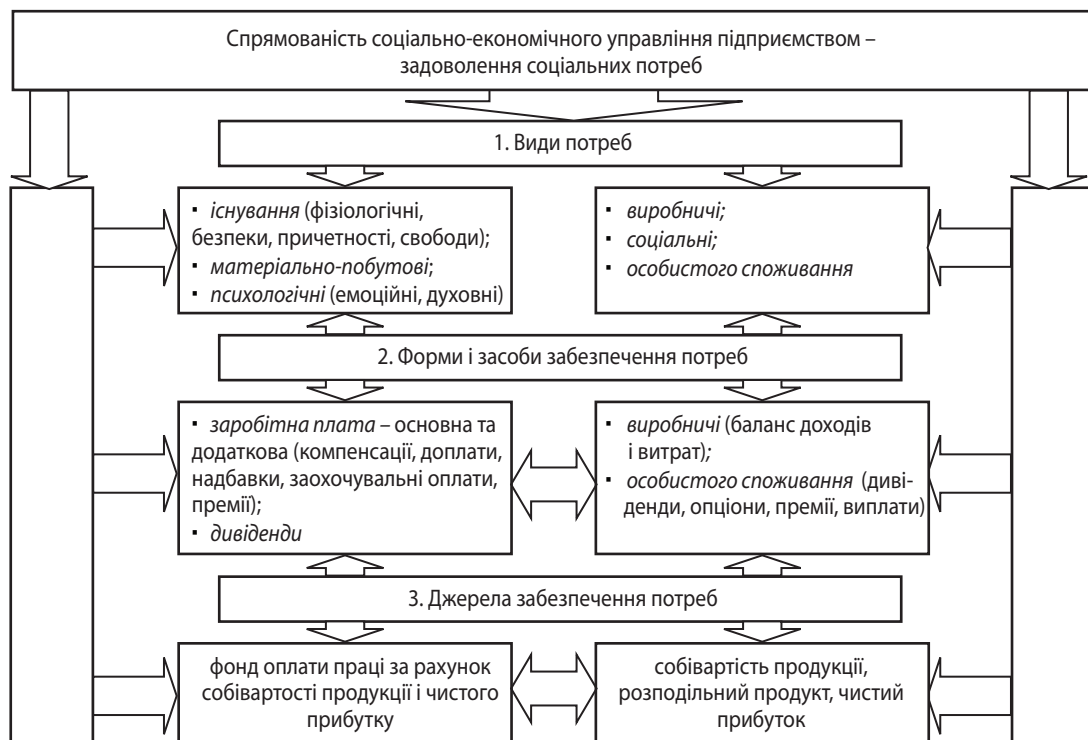 Спрямованість соціально-економічного управління підприємством –
задоволення соціальних потреб
1. Види потреб
▪ існування (фізіологічні,
безпеки, причетності, свободи);
▪ матеріально-побутові;
▪ психологічні (емоційні, духовні)
▪ виробничі;
▪ соціальні;
▪ особистого споживання
2. Форми і засоби забезпечення потреб
▪ заробітна плата – основна та
додаткова (компенсації, доплати,
надбавки, заохочувальні оплати,
премії);
▪ дивіденди
▪ виробничі (баланс доходів
і витрат);
▪ особистого споживання (диві-
денди, опціони, премії, виплати)
3. Джерела забезпечення потреб
фонд оплати праці за рахунок
собівартості продукції і чистого
прибутку
собівартість продукції,
розподільний продукт, чистий
прибуток